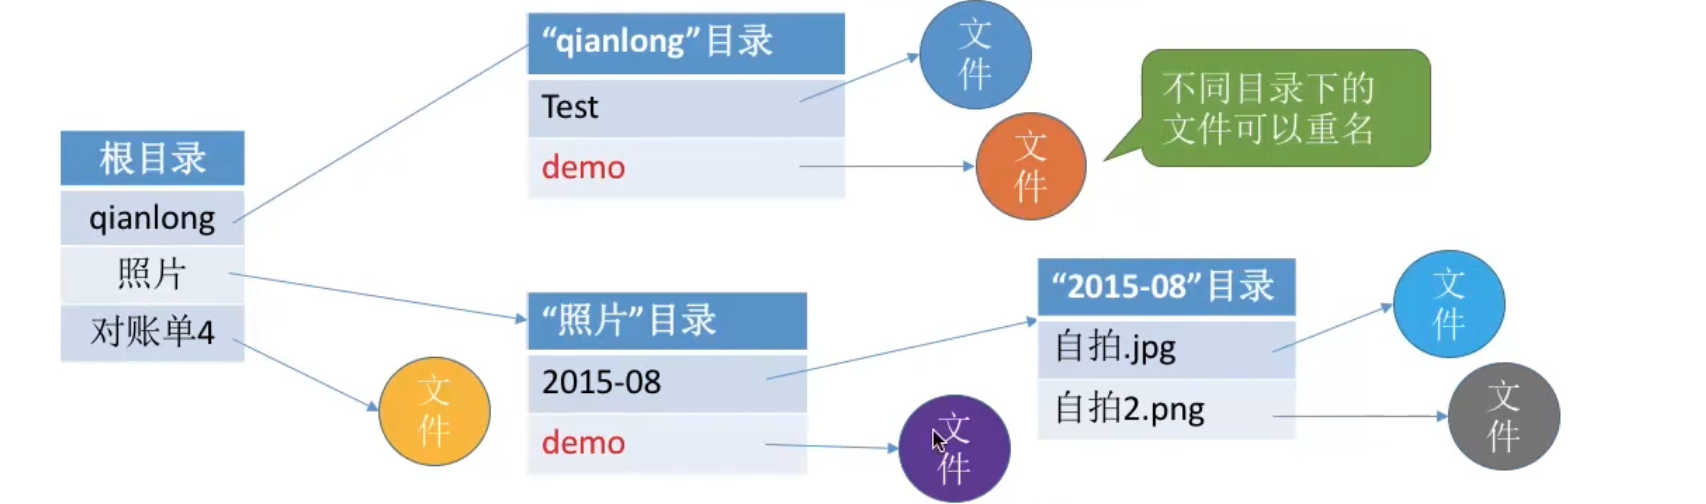 根目录
qianlong
照片
对账单4
文
件
“qianlong”目录
Test
demo
文
件
文
件
不同目录下的
文件可以重名
“照片”目录
2015-08
demo
文
件
“2015-08”目录
自拍.jpg
自拍2.png
文
件
文
件